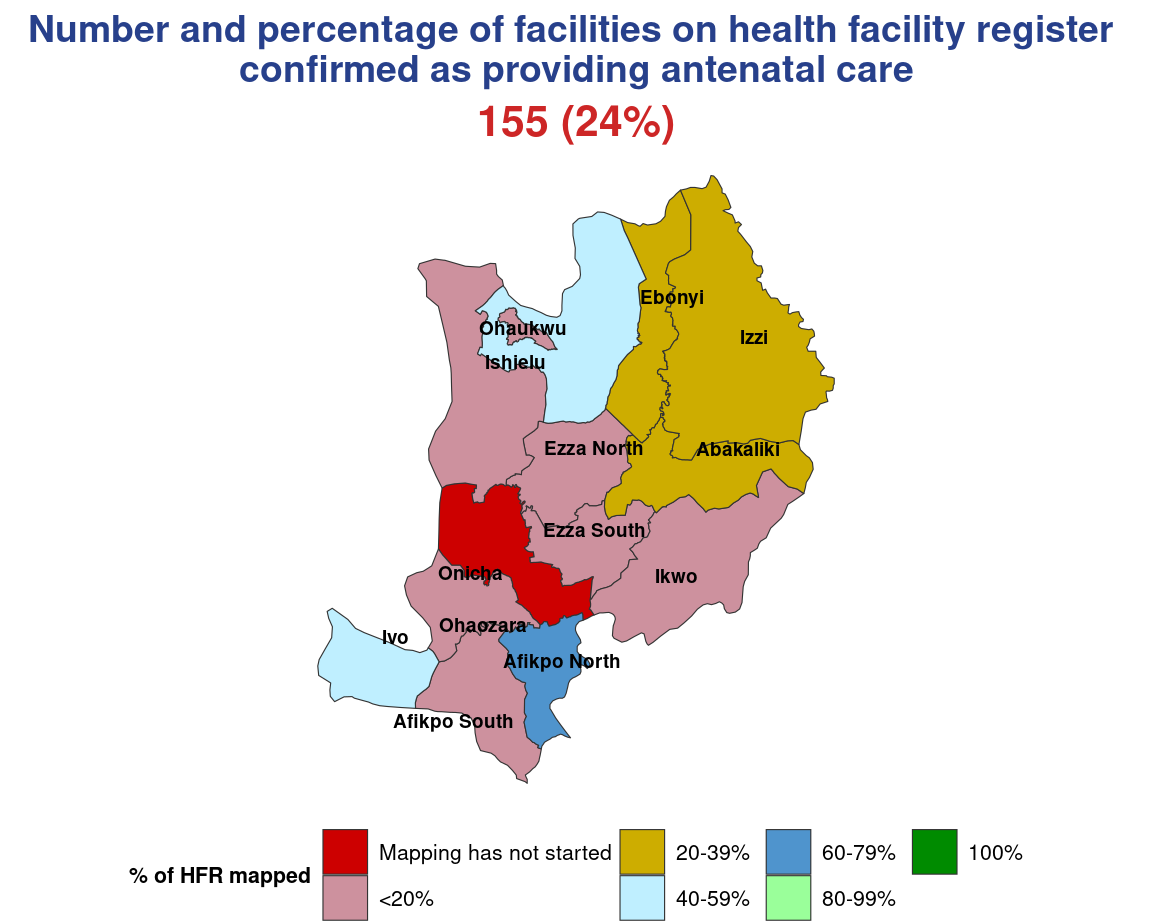 Number and percentage of facilities on health facility register
confirmed as providing antenatal care
155 (24%)
Ebonyi
Ohaukwu
Izzi
Ishielu
Ezza North
Abakaliki
Ezza South
Onicha
Ikwo
Ohaozara
Ivo
Afikpo North
Afikpo South
% of HFR mapped
Mapping has not started
<20%
20-39%
40-59%
60-79%
80-99%
100%